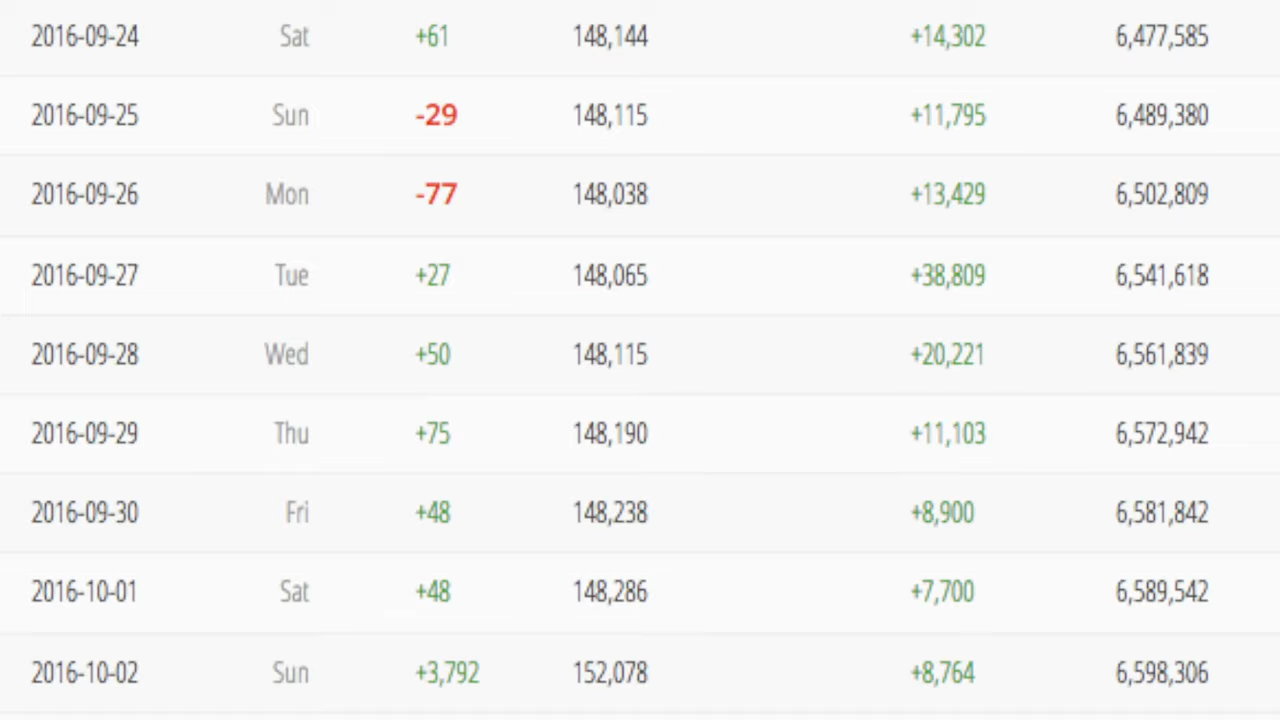 2016-09-24 Sat +61 148,144 +14,302 6,477,585
2016-09-25 Sun -29 148,115 +11,795 6,489,380
2016-09-26 Mon -77 148,038 +13,429 6,502,809
2016-09-27 Tue +27 148,065 +38,809 6,541,618
2016-09-28 Wed +50 148,115 +20,221 6,561,839
2016-09-29 Thu +75 148,190 +11,103 6,572,942
2016-09-30 Fri +48 148,238 +8,900 6,581,842
2016-10-01 Sat +48 148,286 +7,700 6,589,542
2016-10-02 Sun +3,792 152,078 +8,764 6,598,306